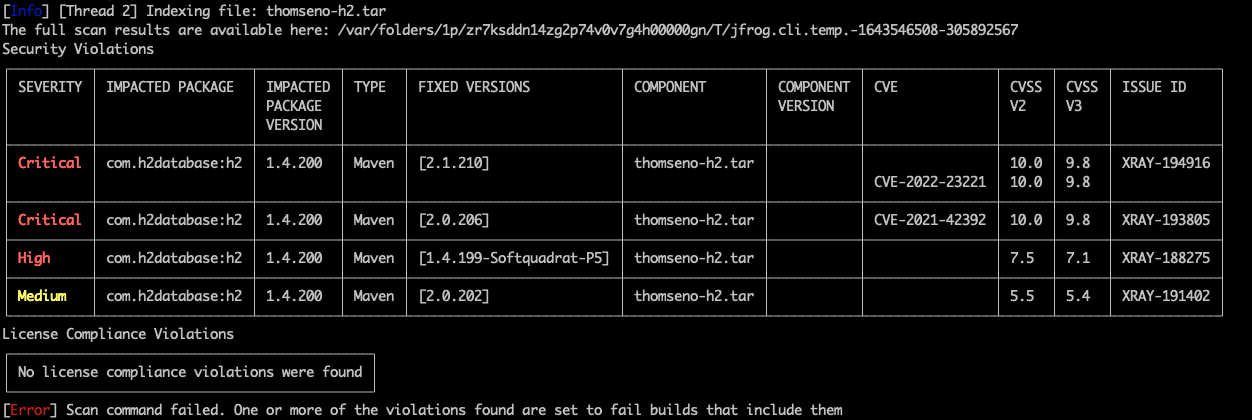 [Info] [Thread 2] Indexing file: thomseno-h2.tar
The full scan results are available here: /var/folders/1p/zr7ksddn14zg2p74v0v7g4h00000gn/T/jfrog.cli.temp.-1643546508-305892567
Security Violations
SEVERITY IMPACTED PACKAGE IMPACTED TYPE FIXED VERSIONS COMPONENT COMPONENT CVE CVSS CVSS ISSUE ID
PACKAGE VERSION V2 V3
VERSION
Critical com.h2database:h2 1.4.200 Maven [2.1.210] thomseno-h2.tar 10.0 9.8 XRAY-194916
CVE-2022-23221 10.0 9.8
Critical com.h2database:h2 1.4.200 Maven [2.0.206] thomseno-h2.tar CVE-2021-42392 10.0 9.8 XRAY-193805
High com.h2database:h2 1.4.200 Maven [1.4.199-Softquadrat-P5] thomseno-h2.tar 7.5 7.1 XRAY-188275
Medium com.h2database:h2 1.4.200 Maven [2.0.202] thomseno-h2.tar 5.5 5.4 XRAY-191402
License Compliance Violations
No license compliance violations were found
[Error] Scan command failed. One or more of the violations found are set to fail builds that include them